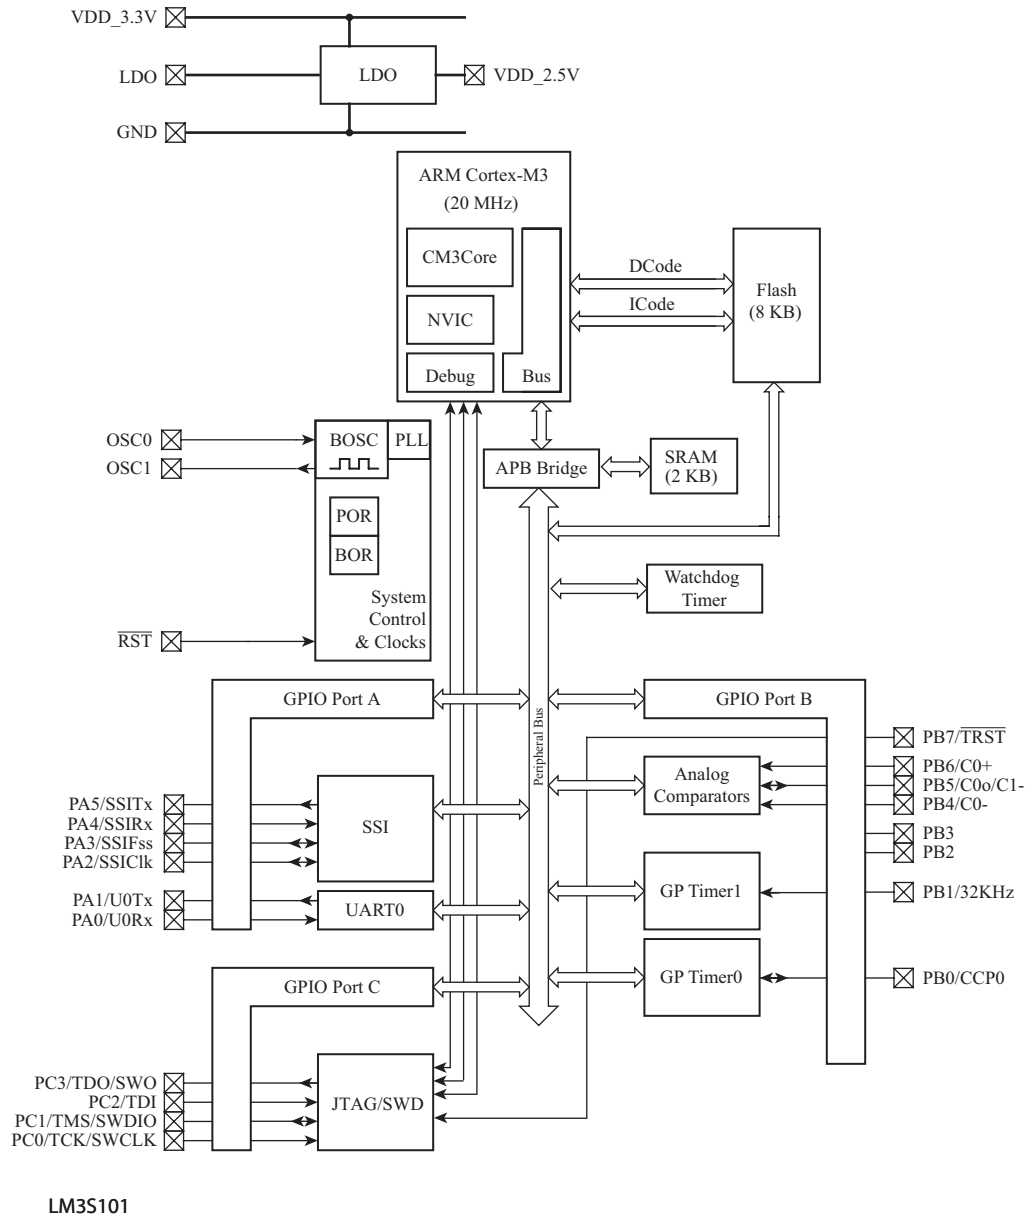 VDD_3.3V
LDO
LDO
VDD_2.5V
GND
ARM Cortex-M3
(20 MHz)
CM3Core
NVIC
Debug
Bus
DCode
ICode
Flash
(8 KB)
OSC0
OSC1
BOSC
PLL
POR
BOR
System
Control
& Clocks
RST
APB Bridge
SRAM
(2 KB)
Watchdog
Timer
Peripheral Bus
GPIO Port A
GPIO Port B
PA5/SSITx
PA4/SSIRx
PA3/SSIFss
PA2/SSIClk
SSI
PA1/U0Tx
PA0/U0Rx
UART0
Analog
Comparators
PB7/TRST
PB6/C0+
PB5/C0o/C1-
PB4/C0-
PB3
PB2
GP Timer1
PB1/32KHz
GP Timer0
PB0/CCP0
GPIO Port C
PC3/TDO/SWO
PC2/TDI
PC1/TMS/SWDIO
PC0/TCK/SWCLK
JTAG/SWD
LM3S101